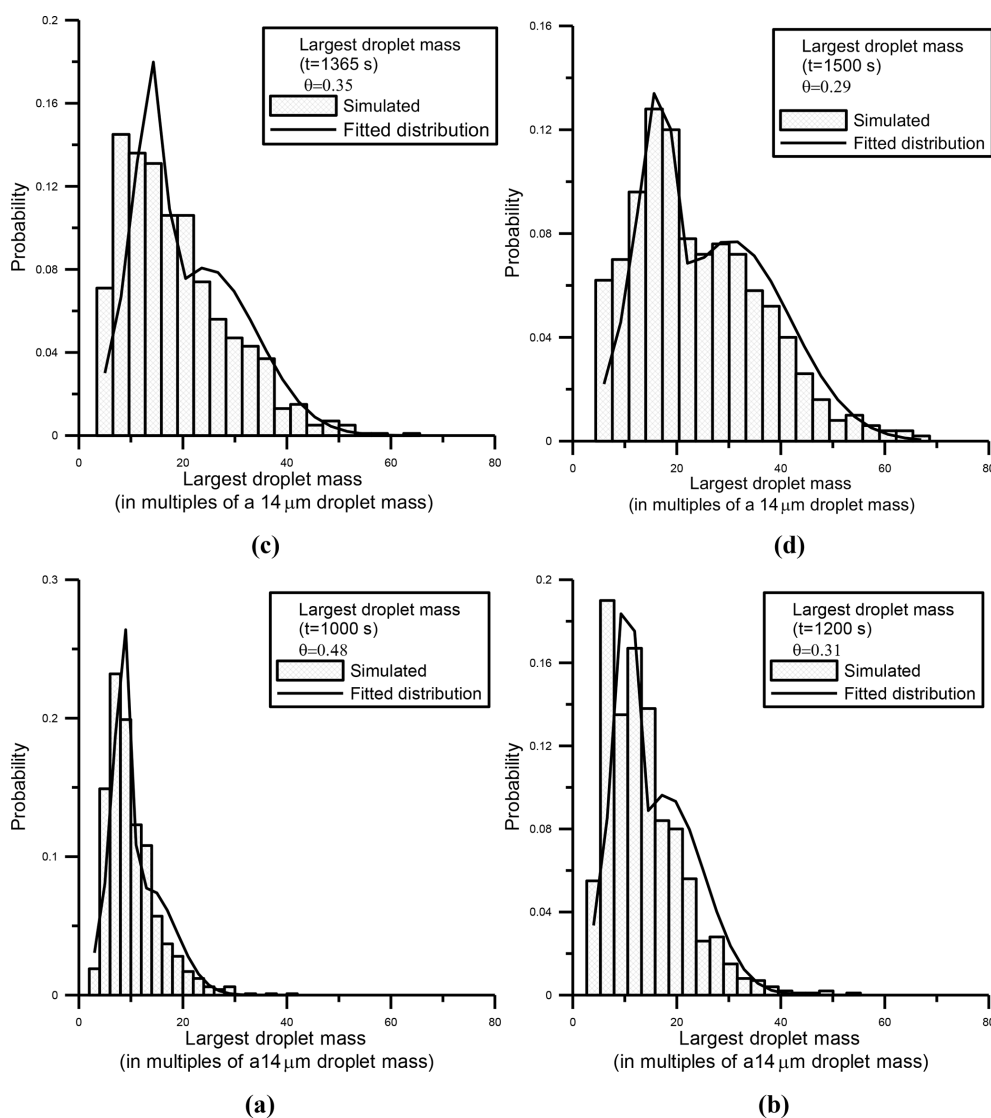 0.2
0.16
0.12
0.08
0.04
0
Probability
Largest droplet mass
(t=1365 s)
θ=0.35
Simulated
Fitted distribution
0 20 40 60 80
Largest droplet mass
(in multiples of a 14 μm droplet mass)
(c)
0.16
0.12
0.08
0.04
0
Probability
Largest droplet mass
(t=1500 s)
θ=0.29
Simulated
Fitted distribution
0 20 40 60 80
Largest droplet mass
(in multiples of a 14 μm droplet mass)
(d)
0.3
0.2
0.1
0
Probability
Largest droplet mass
(t=1000 s)
θ=0.48
Simulated
Fitted distribution
0 20 40 60 80
Largest droplet mass
(in multiples of a14 μm droplet mass)
(a)
0.2
0.16
0.12
0.08
0.04
0
Probability
Largest droplet mass
(t=1200 s)
θ=0.31
Simulated
Fitted distribution
0 20 40 60 80
Largest droplet mass
(in multiples of a14 μm droplet mass)
(b)